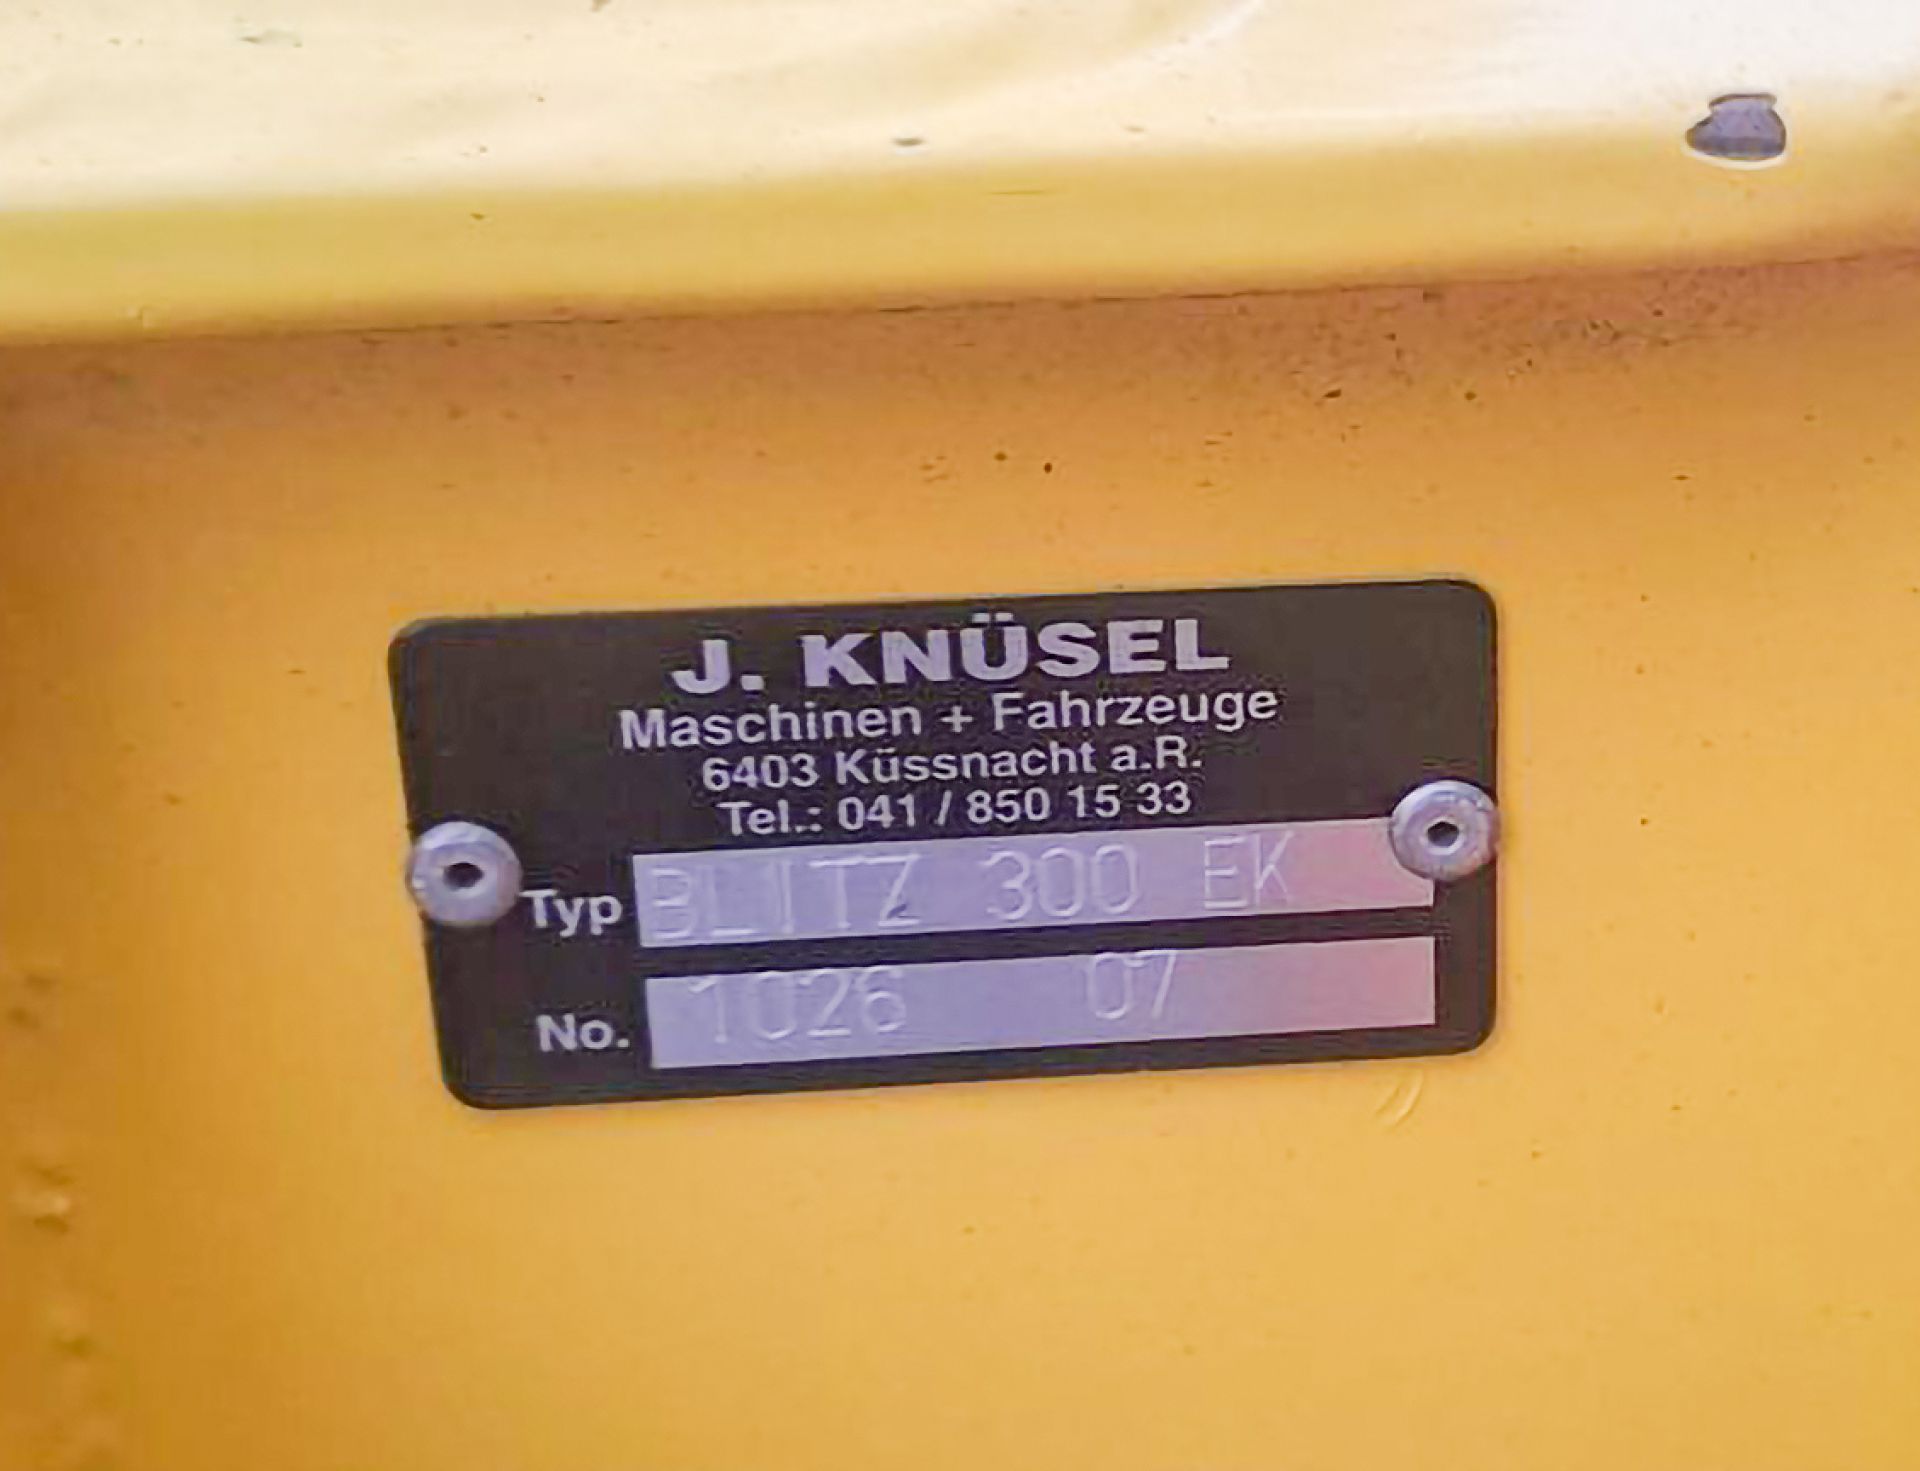 J. KNÜSEL
Maschinen + Fahrzeuge
6403 Küssnacht a.R.
Tel.: 041 / 850 15 33
Typ BLITZ 300 EK
No. 1026 07